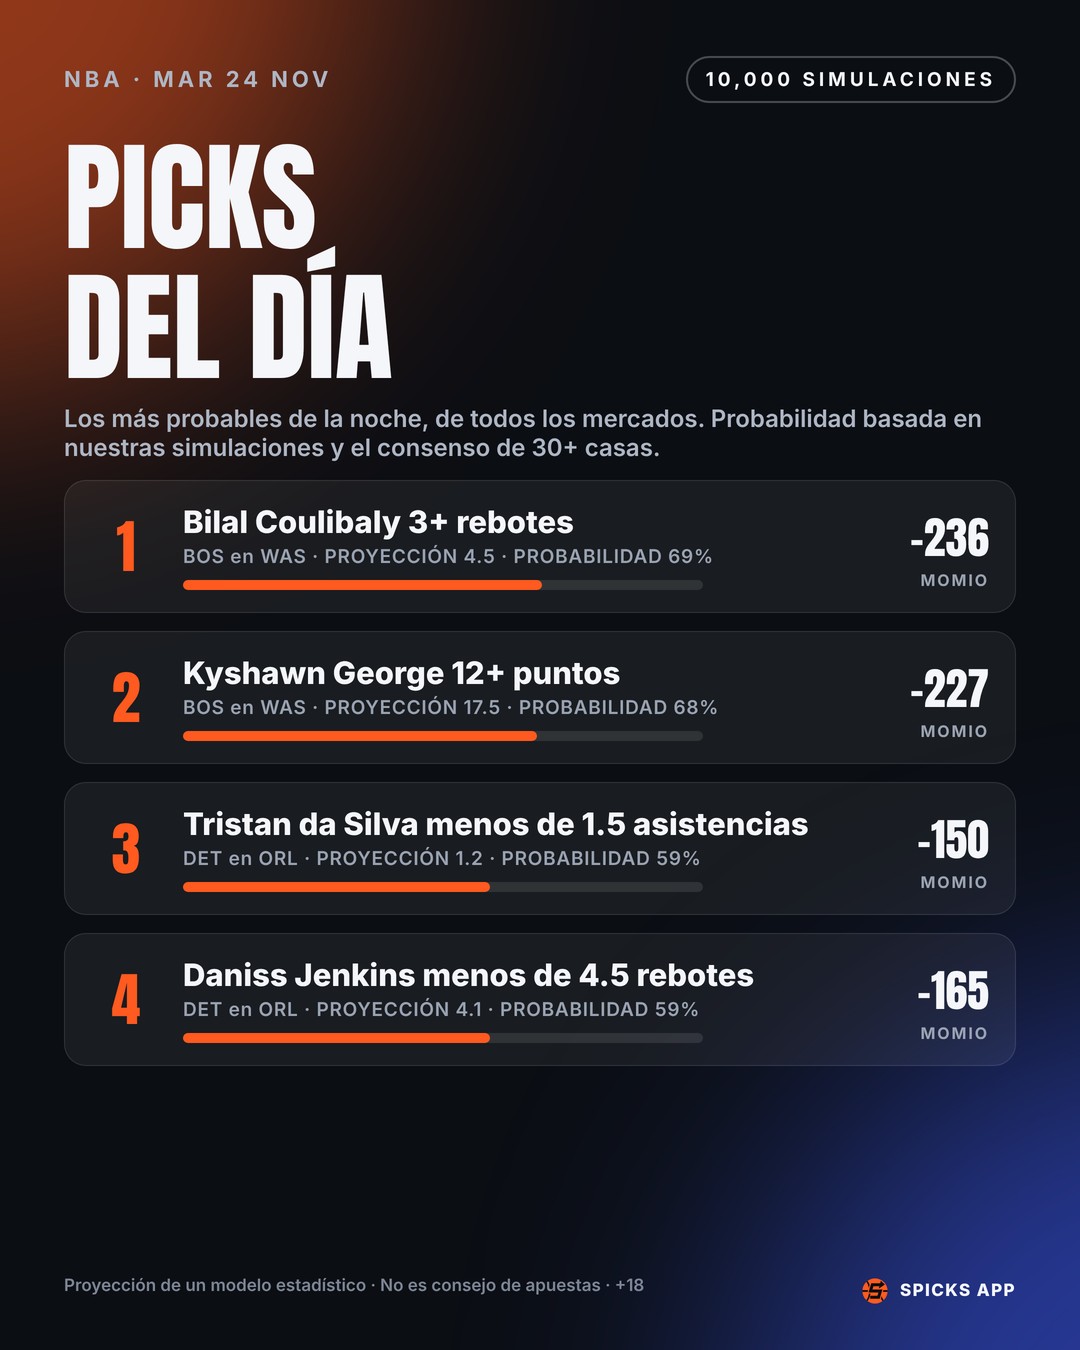 NBA · MAR 24 NOV
10,000 SIMULACIONES
PICKS
DEL DÍA
Los más probables de la noche, de todos los mercados. Probabilidad basada en
nuestras simulaciones y el consenso de 30+ casas.
1
Bilal Coulibaly 3+ rebotes
BOS en WAS · PROYECCIÓN 4.5 · PROBABILIDAD 69%
-236
MOMIO
2
Kyshawn George 12+ puntos
BOS en WAS · PROYECCIÓN 17.5 · PROBABILIDAD 68%
-227
MOMIO
3
Tristan da Silva menos de 1.5 asistencias
DET en ORL · PROYECCIÓN 1.2 · PROBABILIDAD 59%
-150
MOMIO
4
Daniss Jenkins menos de 4.5 rebotes
DET en ORL · PROYECCIÓN 4.1 · PROBABILIDAD 59%
-165
MOMIO
Proyección de un modelo estadístico · No es consejo de apuestas · +18
SPICKS APP